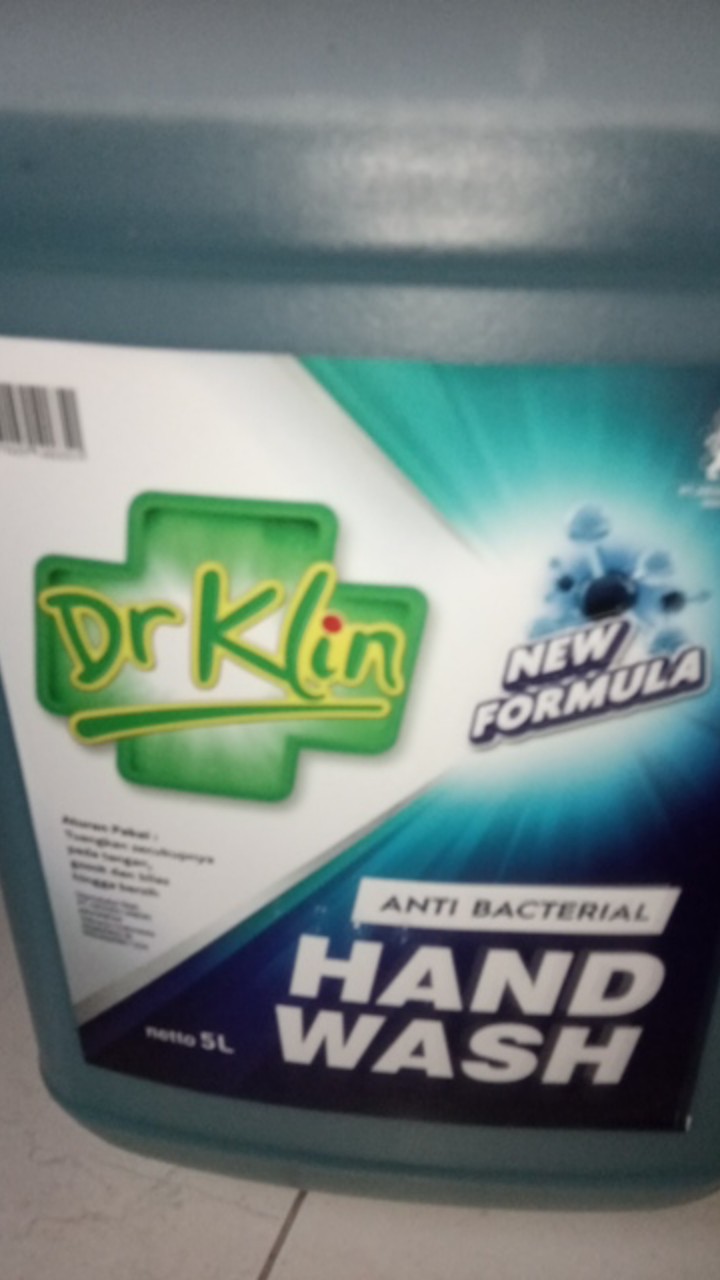 Dr Klin
NEW
FORMULA
Aturan Pakai :
Tuangkan secukupnya
pada tangan,
gosok dan bilas
hingga bersih
ANTI BACTERIAL
HAND
WASH
netto 5L